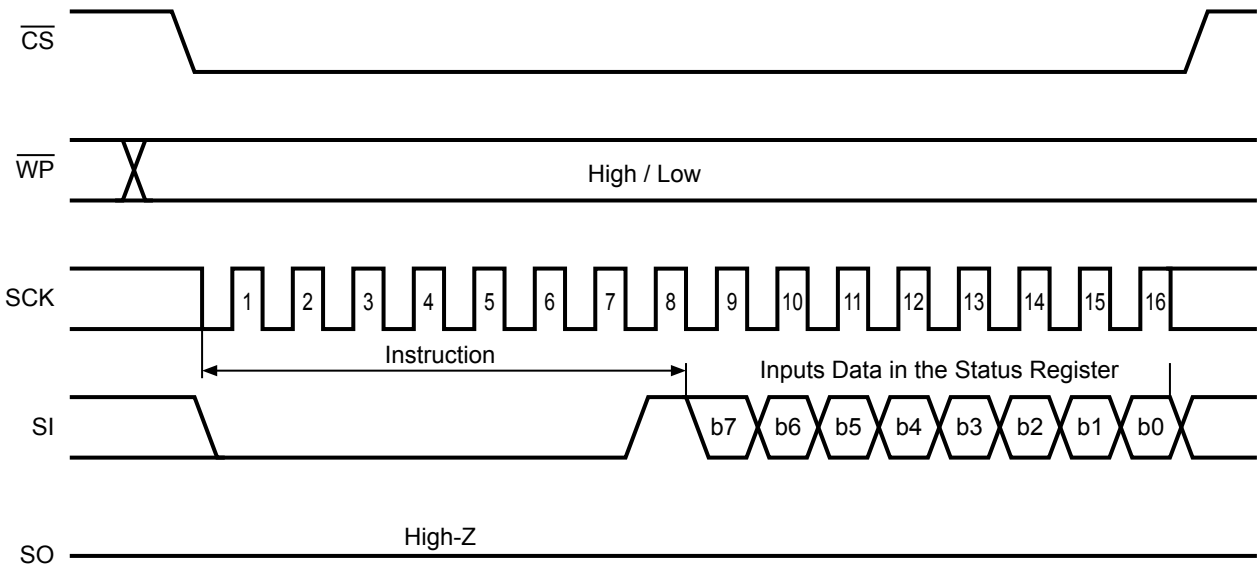 CS
WP
High / Low
SCK
1 2 3 4 5 6 7 8 9 10 11 12 13 14 15 16
Instruction
Inputs Data in the Status Register
SI
b7 b6 b5 b4 b3 b2 b1 b0
High-Z
SO